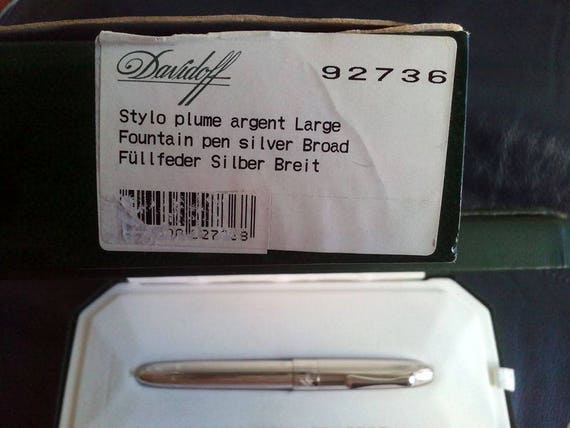 Davidoff
92736
Stylo plume argent Large
Fountain pen silver Broad
Füllfeder Silber Breit